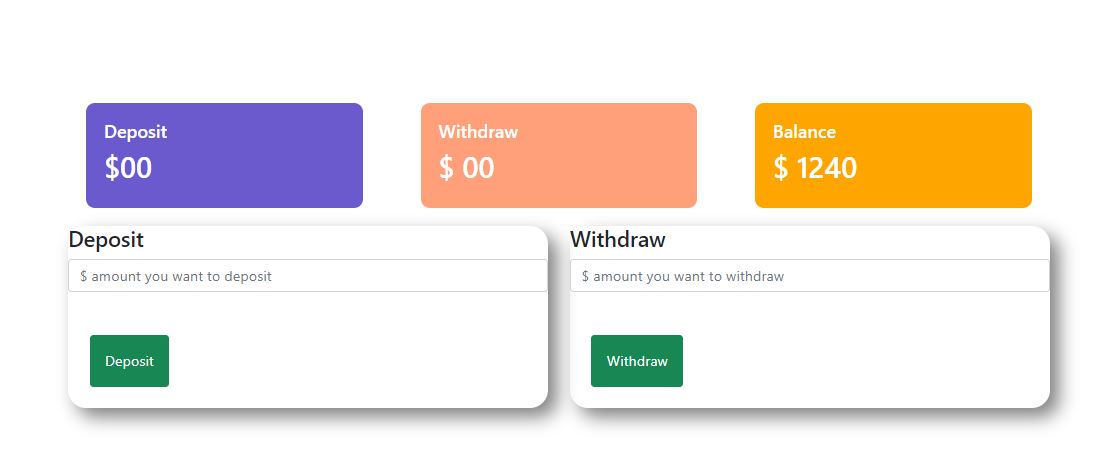 Deposit
$00
Withdraw
$ 00
Balance
$ 1240
Deposit
$ amount you want to deposit
Deposit
Withdraw
$ amount you want to withdraw
Withdraw